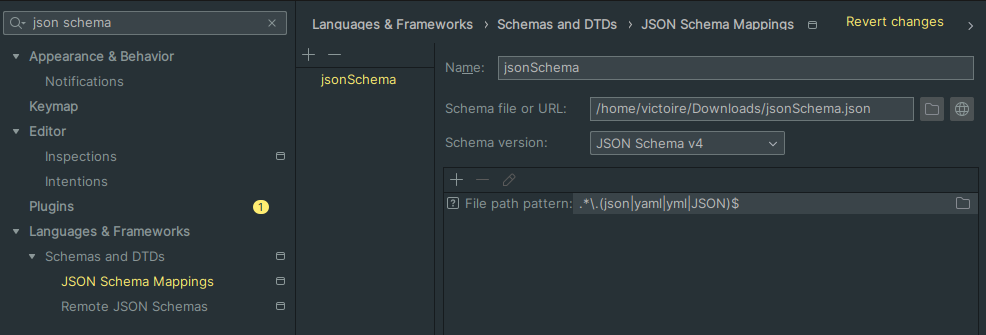 json schema
Appearance & Behavior
Notifications
Keymap
Editor
Inspections
Intentions
Plugins 1
Languages & Frameworks
Schemas and DTDs
JSON Schema Mappings
Remote JSON Schemas
Languages & Frameworks › Schemas and DTDs › JSON Schema Mappings Revert changes
jsonSchema
Name: jsonSchema
Schema file or URL: /home/victoire/Downloads/jsonSchema.json
Schema version: JSON Schema v4
File path pattern: .*\.(json|yaml|yml|JSON)$